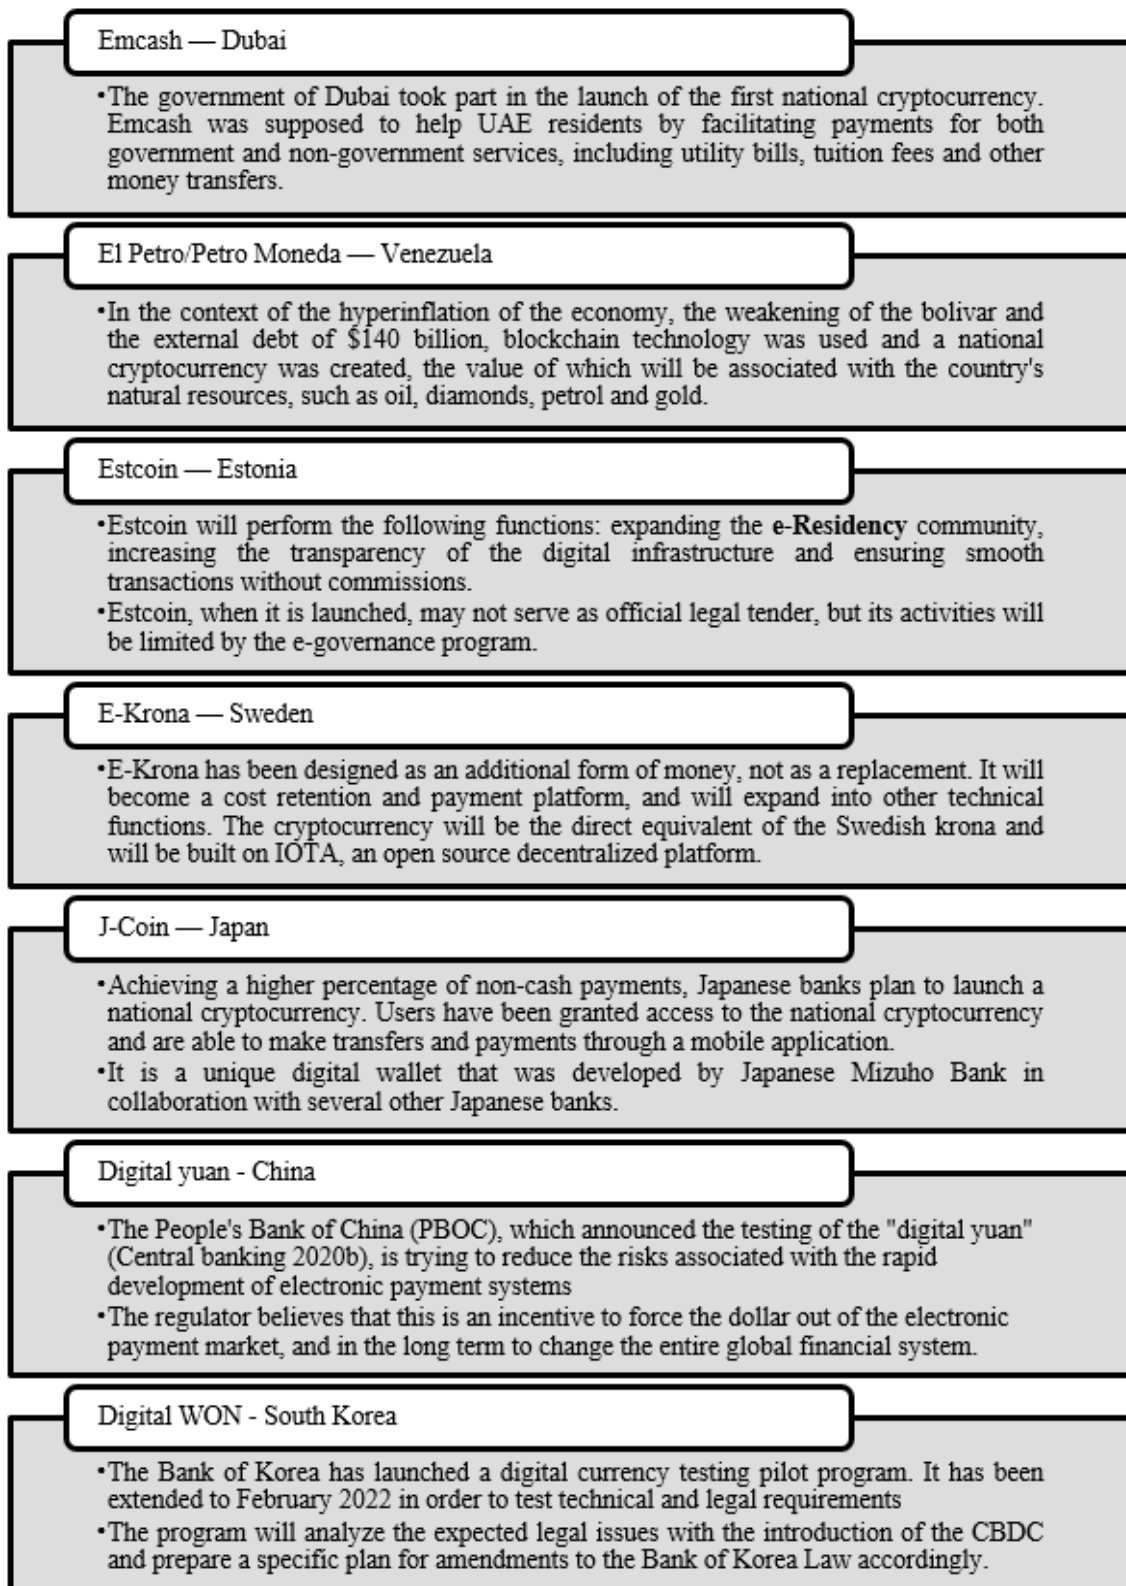 Emcash — Dubai
•The government of Dubai took part in the launch of the first national cryptocurrency.
Emcash was supposed to help UAE residents by facilitating payments for both
government and non-government services, including utility bills, tuition fees and other
money transfers.
El Petro/Petro Moneda — Venezuela
•In the context of the hyperinflation of the economy, the weakening of the bolivar and
the external debt of $140 billion, blockchain technology was used and a national
cryptocurrency was created, the value of which will be associated with the country's
natural resources, such as oil, diamonds, petrol and gold.
Estcoin — Estonia
•Estcoin will perform the following functions: expanding the e-Residency community,
increasing the transparency of the digital infrastructure and ensuring smooth
transactions without commissions.
•Estcoin, when it is launched, may not serve as official legal tender, but its activities will
be limited by the e-governance program.
E-Krona — Sweden
•E-Krona has been designed as an additional form of money, not as a replacement. It will
become a cost retention and payment platform, and will expand into other technical
functions. The cryptocurrency will be the direct equivalent of the Swedish krona and
will be built on IOTA, an open source decentralized platform.
J-Coin — Japan
•Achieving a higher percentage of non-cash payments, Japanese banks plan to launch a
national cryptocurrency. Users have been granted access to the national cryptocurrency
and are able to make transfers and payments through a mobile application.
•It is a unique digital wallet that was developed by Japanese Mizuho Bank in
collaboration with several other Japanese banks.
Digital yuan - China
•The People's Bank of China (PBOC), which announced the testing of the "digital yuan"
(Central banking 2020b), is trying to reduce the risks associated with the rapid
development of electronic payment systems
•The regulator believes that this is an incentive to force the dollar out of the electronic
payment market, and in the long term to change the entire global financial system.
Digital WON - South Korea
•The Bank of Korea has launched a digital currency testing pilot program. It has been
extended to February 2022 in order to test technical and legal requirements
•The program will analyze the expected legal issues with the introduction of the CBDC
and prepare a specific plan for amendments to the Bank of Korea Law accordingly.